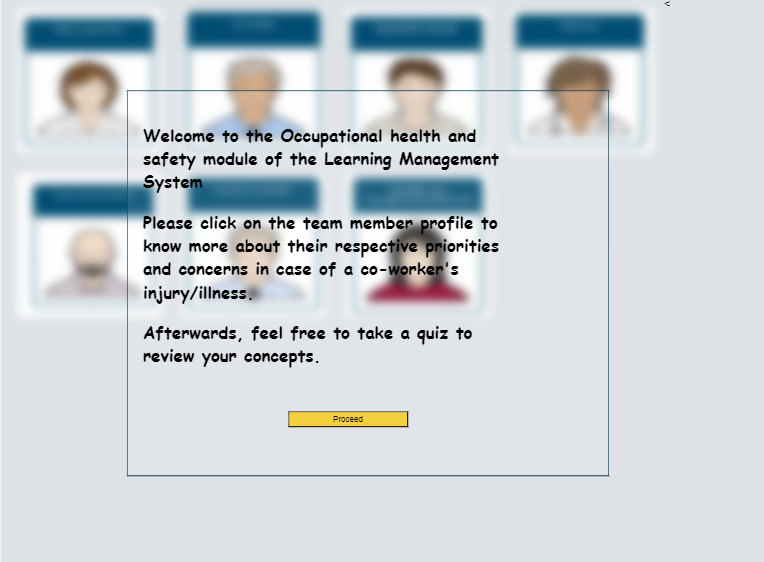 <
Welcome to the Occupational health and
safety module of the Learning Management
System
Please click on the team member profile to
know more about their respective priorities
and concerns in case of a co-worker's
injury/illness.
Afterwards, feel free to take a quiz to
review your concepts.
Proceed